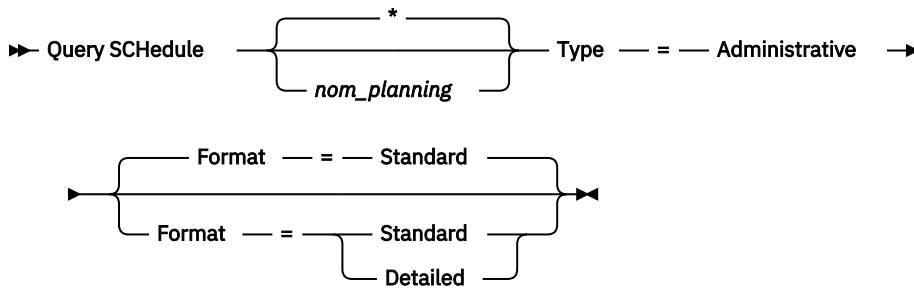 *
Query SCHedule Type = Administrative
nom_planning
Format = Standard
Format = Standard
Detailed